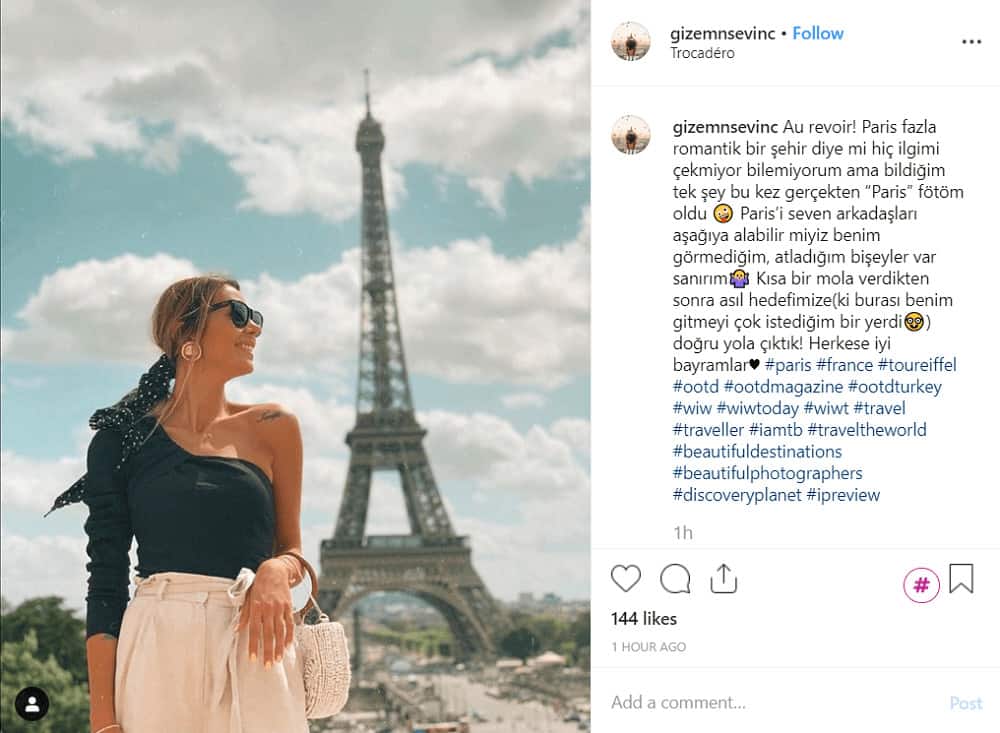 gizemnsevinc • Follow
Trocadéro
gizemnsevinc Au revoir! Paris fazla
romantik bir şehir diye mi hiç ilgimi
çekmiyor bilemiyorum ama bildiğim
tek şey bu kez gerçekten “Paris” fötöm
oldu 🤪 Paris’i seven arkadaşları
aşağıya alabilir miyiz benim
görmediğim, atladığım bişeyler var
sanırım🤷‍♀️ Kısa bir mola verdikten
sonra asıl hedefimize(ki burası benim
gitmeyi çok istediğim bir yerdi🤓)
doğru yola çıktık! Herkese iyi
bayramlar♥ #paris #france #toureiffel
#ootd #ootdmagazine #ootdturkey
#wiw #wiwtoday #wiwt #travel
#traveller #iamtb #traveltheworld
#beautifuldestinations
#beautifulphotographers
#discoveryplanet #ipreview
1h
#
144 likes
1 HOUR AGO
Add a comment... Post